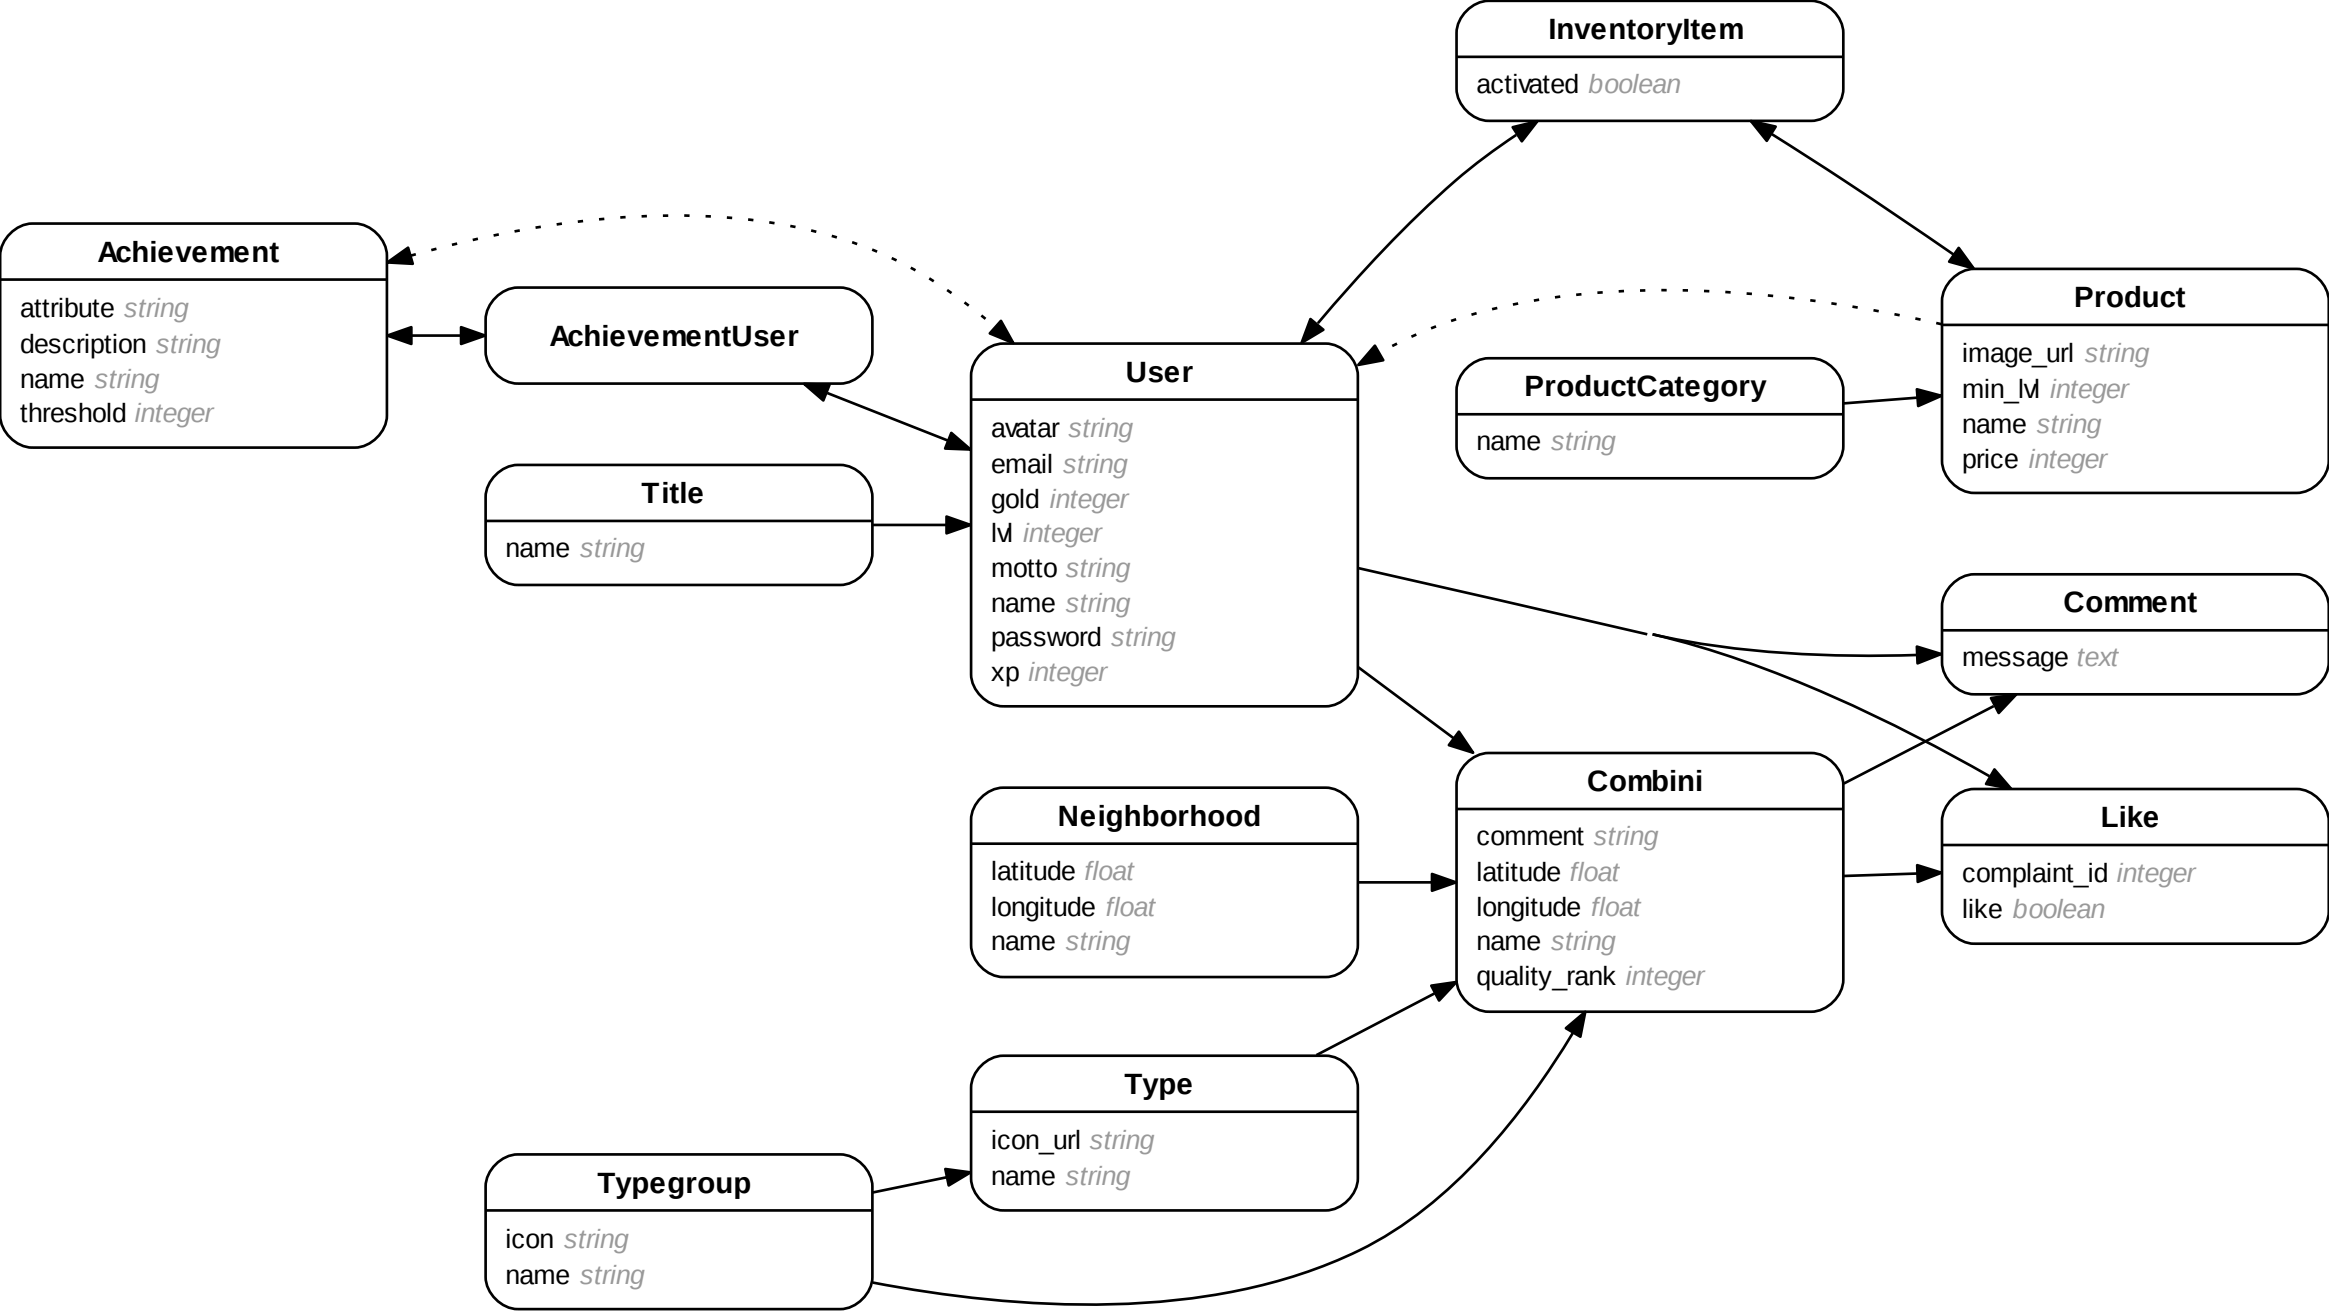 InventoryItem
activated boolean
Achievement
attribute string
description string
name string
threshold integer
AchievementUser
Title
name string
User
avatar string
email string
gold integer
lvl integer
motto string
name string
password string
xp integer
ProductCategory
name string
Product
image_url string
min_lvl integer
name string
price integer
Comment
message text
Combini
comment string
latitude float
longitude float
name string
quality_rank integer
Like
complaint_id integer
like boolean
Neighborhood
latitude float
longitude float
name string
Type
icon_url string
name string
Typegroup
icon string
name string